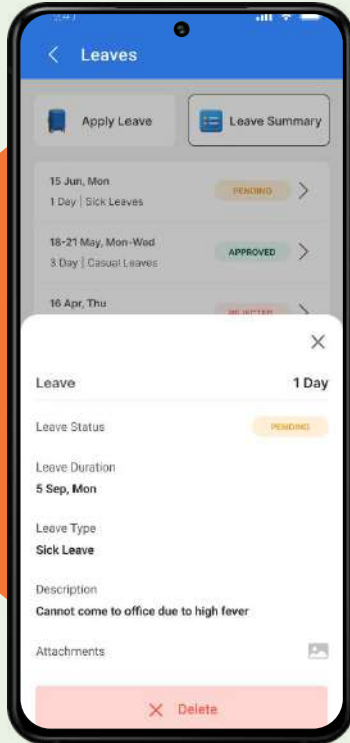 Leaves
Apply Leave
Leave Summary
15 Jun, Mon
1 Day | Sick Leaves
PENDING
18-21 May, Mon-Wed
3 Day | Casual Leaves
APPROVED
16 Apr, Thu
REJECTED
Leave
1 Day
Leave Status
PENDING
Leave Duration
5 Sep, Mon
Leave Type
Sick Leave
Description
Cannot come to office due to high fever
Attachments
Delete